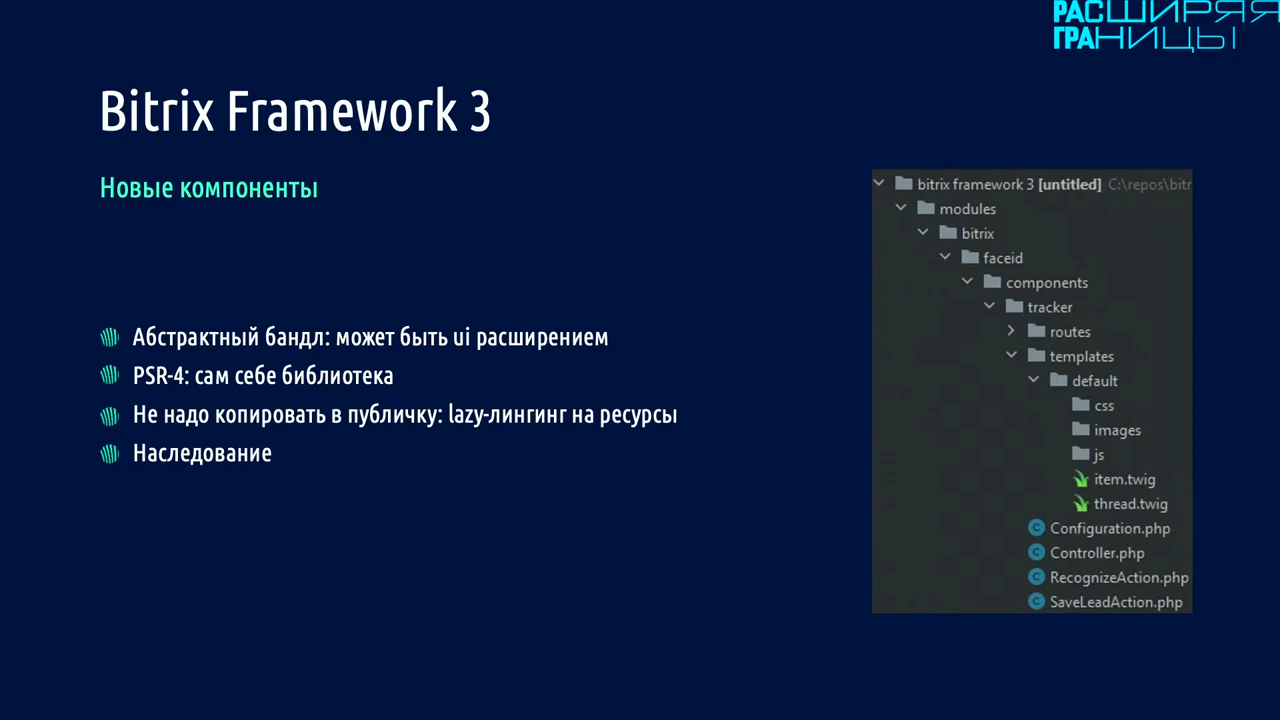 РАСШИРЯЯ
ГРАНИЦЫ
Bitrix Framework 3
Новые компоненты
Абстрактный бандл: может быть ui расширением
PSR-4: сам себе библиотека
Не надо копировать в публичку: lazy-лингинг на ресурсы
Наследование
bitrix framework 3 [untitled] C:\repos\bitr
modules
bitrix
faceid
components
tracker
routes
templates
default
css
images
js
item.twig
thread.twig
Configuration.php
Controller.php
RecognizeAction.php
SaveLeadAction.php